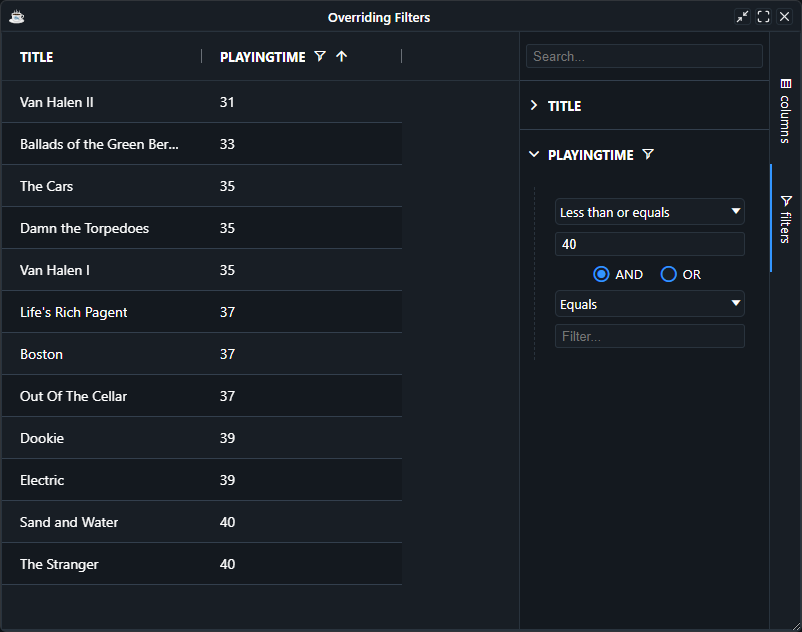 Overriding Filters
TITLE
PLAYINGTIME
Van Halen II 31
Ballads of the Green Ber... 33
The Cars 35
Damn the Torpedoes 35
Van Halen I 35
Life's Rich Pagent 37
Boston 37
Out Of The Cellar 37
Dookie 39
Electric 39
Sand and Water 40
The Stranger 40
Search...
TITLE
PLAYINGTIME
Less than or equals
40
AND OR
Equals
Filter...
columns
filters